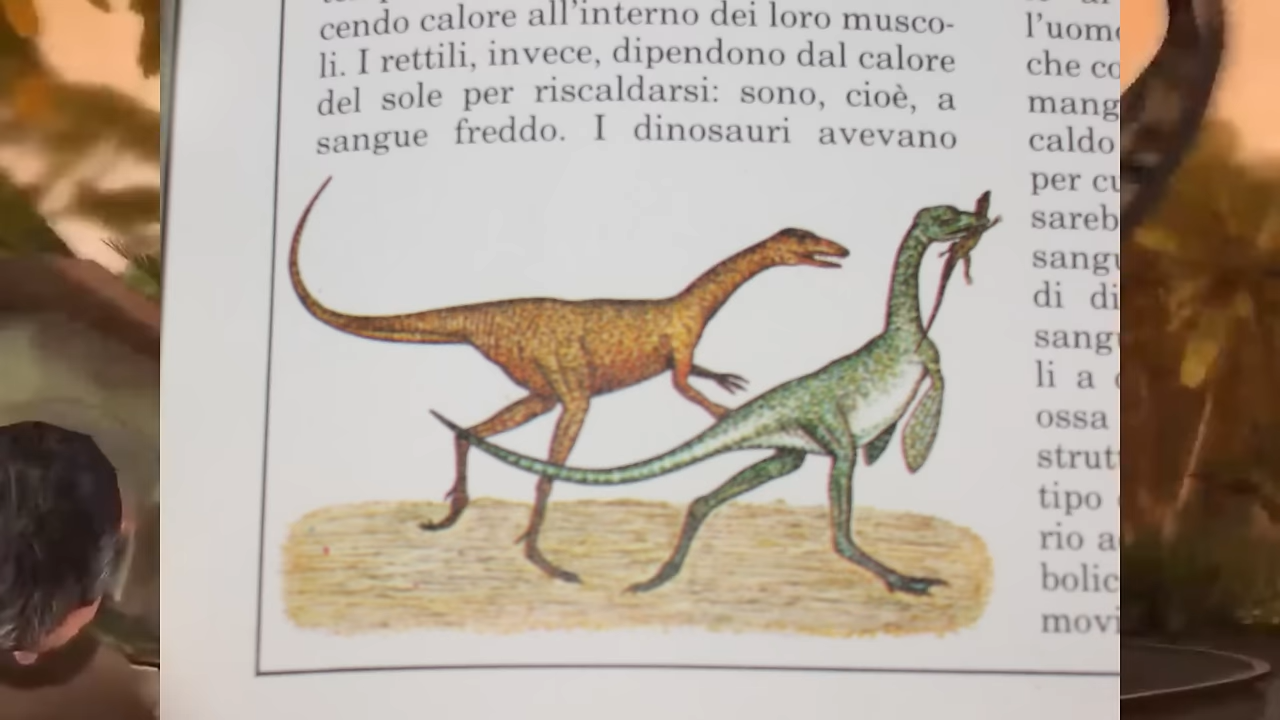 cendo calore all'interno dei loro musco-
li. I rettili, invece, dipendono dal calore
del sole per riscaldarsi: sono, cioè, a
sangue freddo. I dinosauri avevano
l'uomo
che co
mang
caldo
per cu
sareb
sangu
di di
sangu
li a
ossa
strut
tipo
rio a
bolic
movi